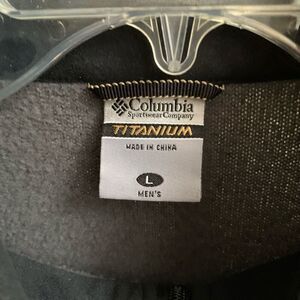 Columbia
Sportswear Company
TITANIUM
MADE IN CHINA
L
MEN'S